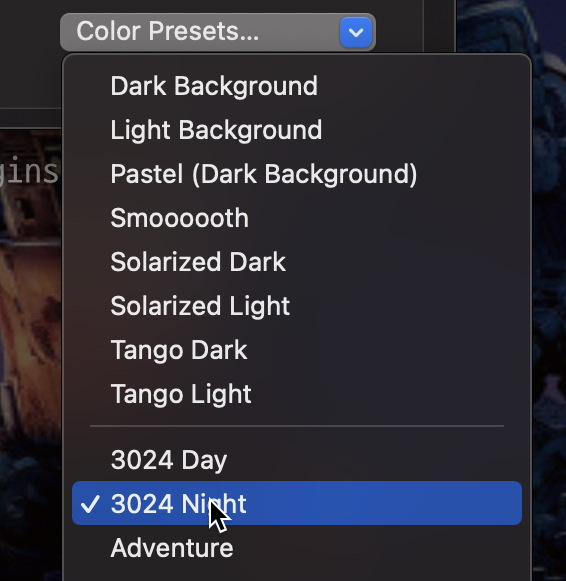 Color Presets...
Dark Background
Light Background
Pastel (Dark Background)
gins
Smoooooth
Solarized Dark
Solarized Light
Tango Dark
Tango Light
3024 Day
✓ 3024 Night
Adventure